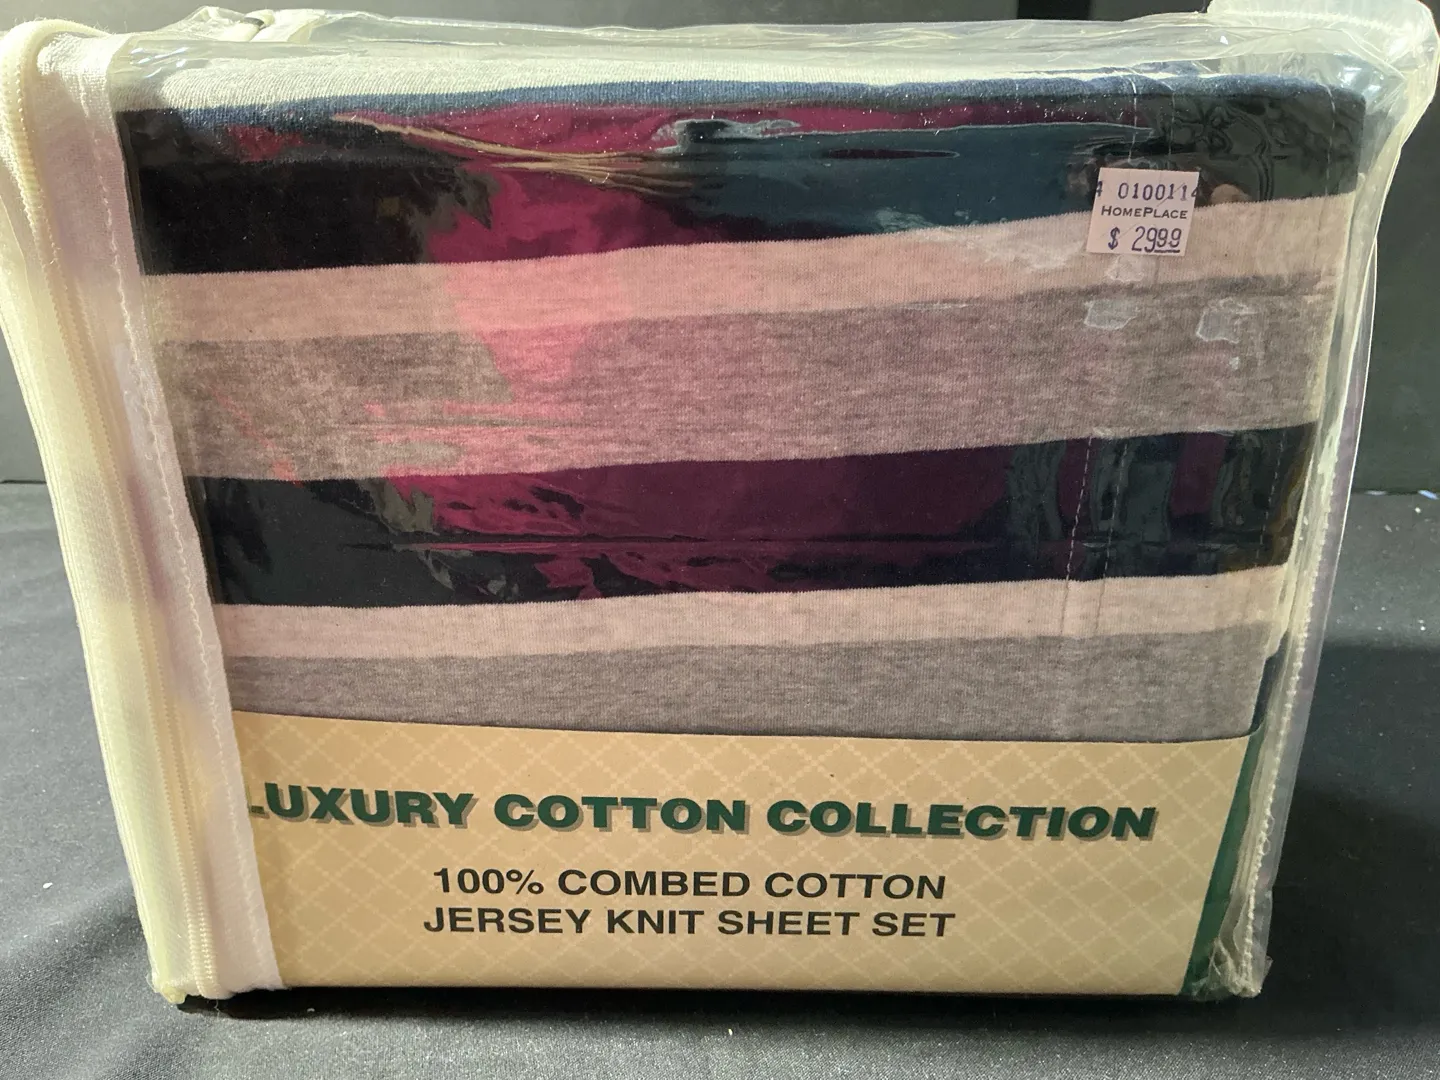 4 0100114
HOMEPLACE
$ 29.99
LUXURY COTTON COLLECTION
100% COMBED COTTON
JERSEY KNIT SHEET SET